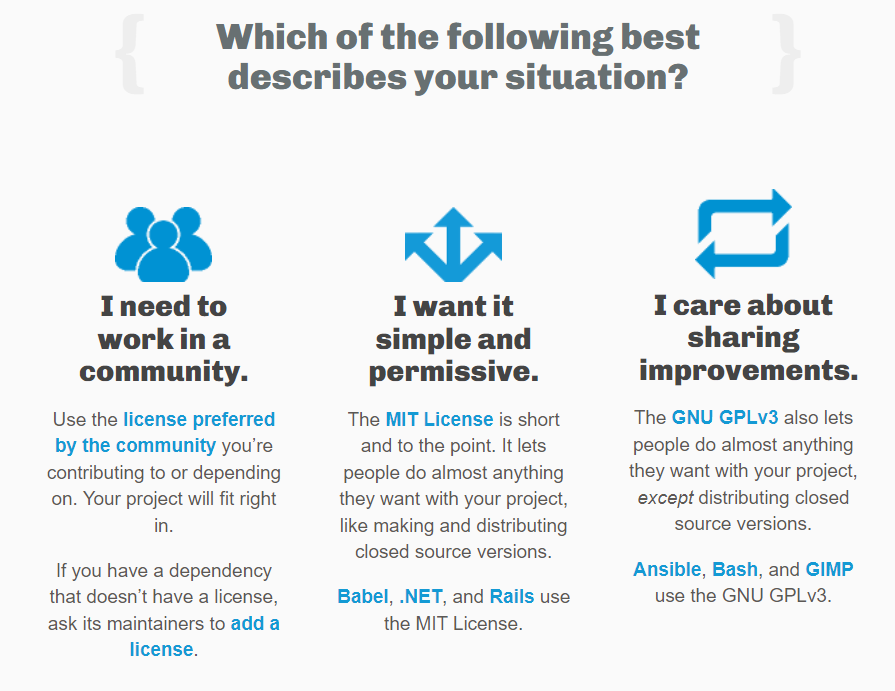 { Which of the following best }
describes your situation?
I need to
work in a
community.
Use the license preferred
by the community you’re
contributing to or depending
on. Your project will fit right
in.
If you have a dependency
that doesn’t have a license,
ask its maintainers to add a
license.
I want it
simple and
permissive.
The MIT License is short
and to the point. It lets
people do almost anything
they want with your project,
like making and distributing
closed source versions.
Babel, .NET, and Rails use
the MIT License.
I care about
sharing
improvements.
The GNU GPLv3 also lets
people do almost anything
they want with your project,
except distributing closed
source versions.
Ansible, Bash, and GIMP
use the GNU GPLv3.